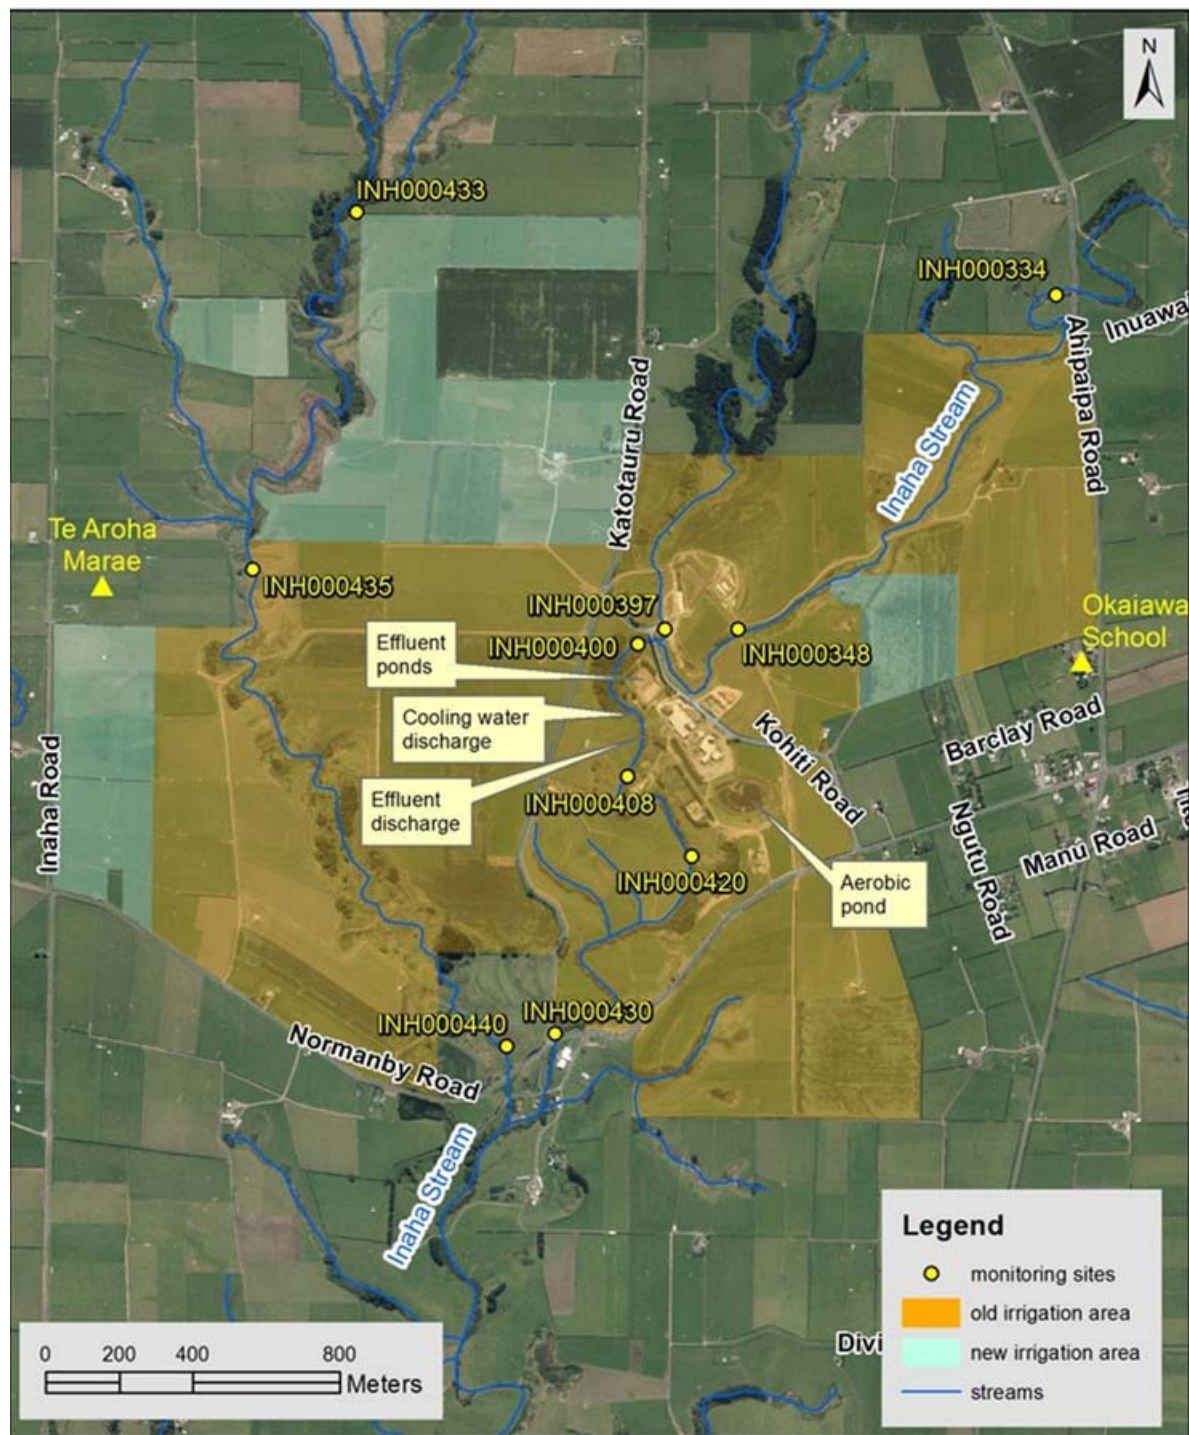 N
INH000433
INH000334
Ahipaipa Road
Katotauru Road
Inaha Stream
Te Aroha
Marae
INH000435
INH000397
INH000400
INH000348
Okaiawa
School
Effluent
ponds
Cooling water
discharge
Effluent
discharge
INH000408
Kohiti Road
Barclay Road
Inaha Road
INH000420
Aerobic
pond
Ngutu Road
Manu Road
INH000440
INH000430
Normanby Road
Inaha Stream
Legend
monitoring sites
old irrigation area
new irrigation area
streams
0 200 400 800
Meters